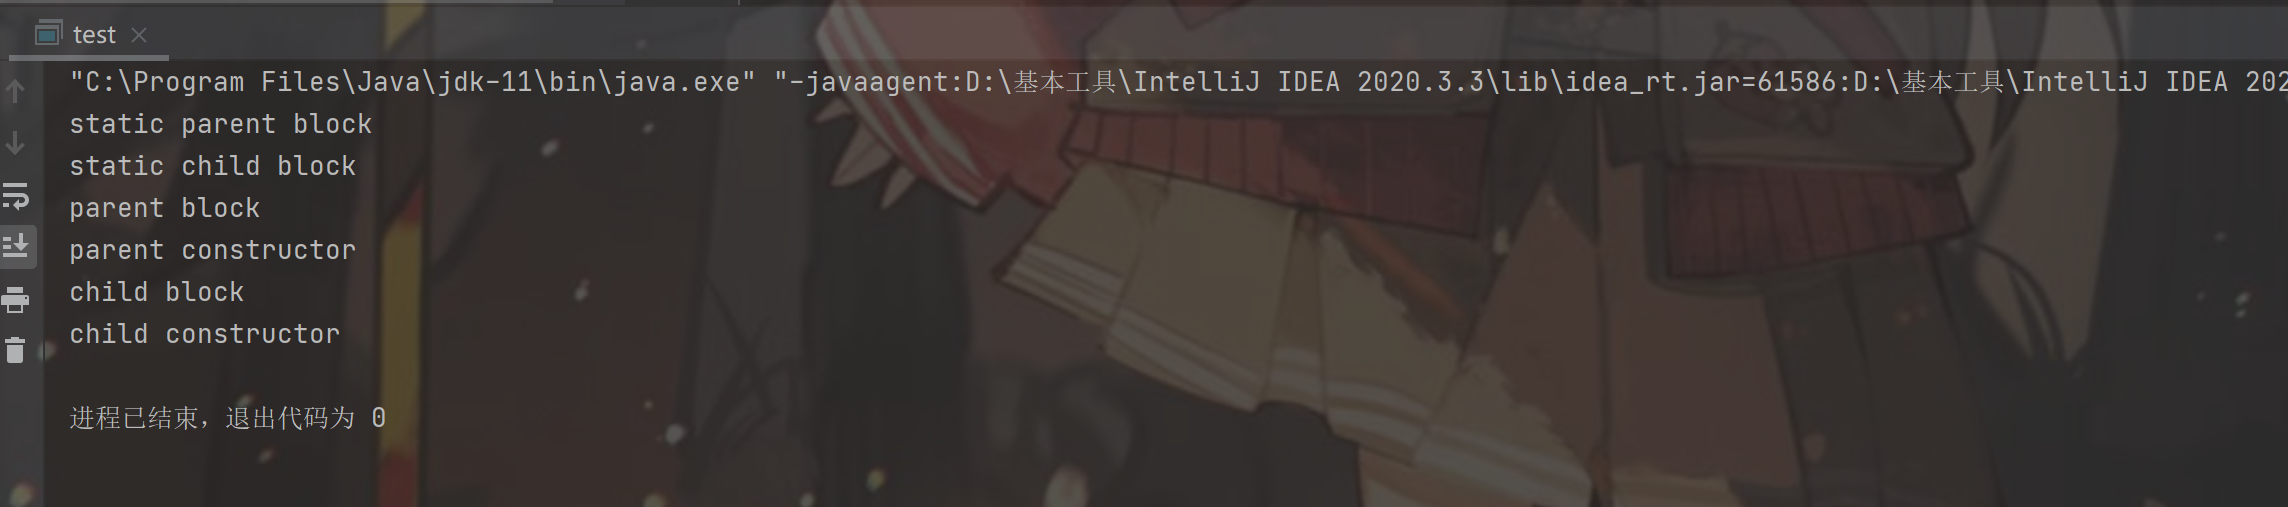 test
"C:\Program Files\Java\jdk-11\bin\java.exe" "-javaagent:D:\基本工具\IntelliJ IDEA 2020.3.3\lib\idea_rt.jar=61586:D:\基本工具\IntelliJ IDEA 202
static parent block
static child block
parent block
parent constructor
child block
child constructor
进程已结束，退出代码为 0